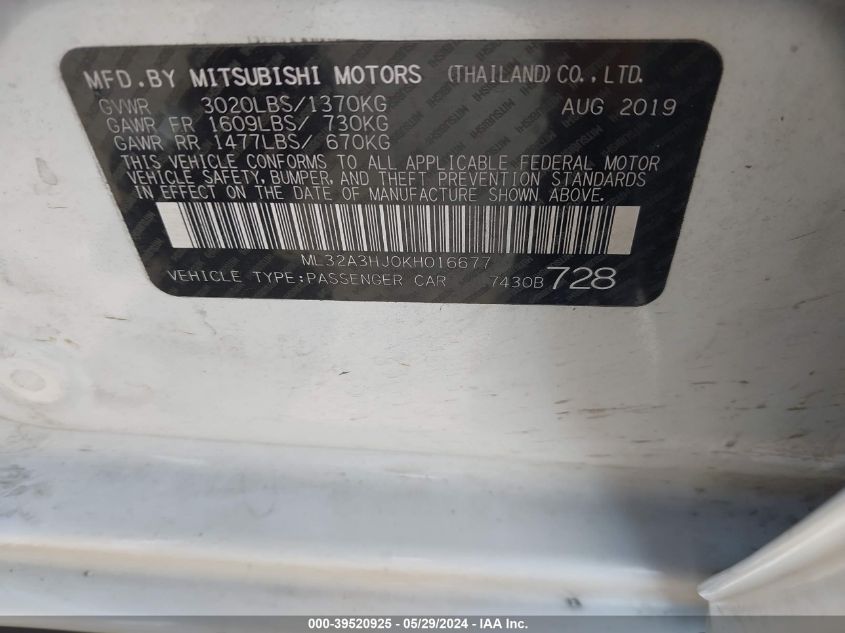 MFD.BY MITSUBISHI MOTORS (THAILAND)CO.,LTD.
GVWR 3020LBS/1370KG AUG 2019
GAWR FR 1609LBS/ 730KG
GAWR RR 1477LBS/ 670KG
THIS VEHICLE CONFORMS TO ALL APPLICABLE FEDERAL MOTOR
VEHICLE SAFETY, BUMPER, AND THEFT PREVENTION STANDARDS
IN EFFECT ON THE DATE OF MANUFACTURE SHOWN ABOVE.
ML32A3HJ0KH016677
VEHICLE TYPE:PASSENGER CAR 7430B 728
000-39520925 - 05/29/2024 - IAA Inc.